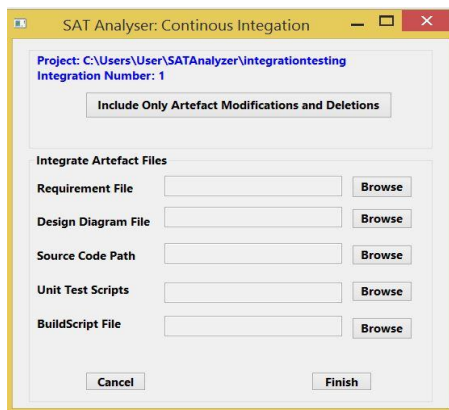 SAT Analyser: Continous Integation
Project: C:\Users\User\SATAnalyzer\integrationtesting
Integration Number: 1
Include Only Artefact Modifications and Deletions
Integrate Artefact Files
Requirement File Browse
Design Diagram File Browse
Source Code Path Browse
Unit Test Scripts Browse
BuildScript File Browse
Cancel Finish